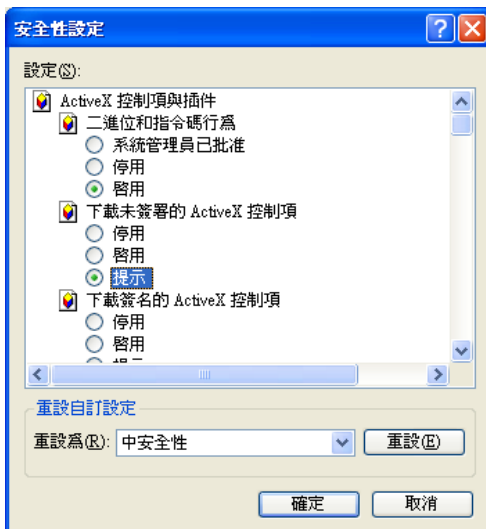 安全性設定
設定(S):
ActiveX 控制項與插件
二進位和指令碼行為
系統管理員已批准
停用
啓用
下載未簽署的 ActiveX 控制項
停用
啓用
提示
下載簽名的 ActiveX 控制項
停用
啓用
重設自訂設定
重設為(R): 中安全性 重設(E)
確定 取消